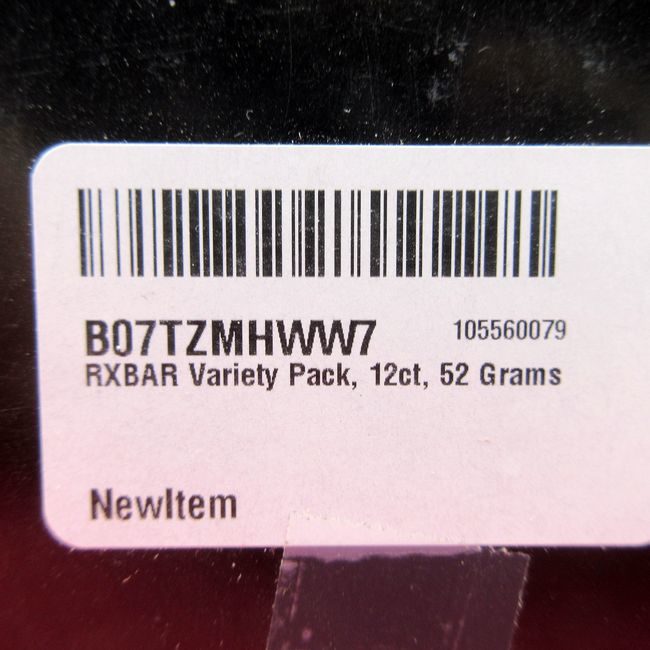 B07TZMHWW7 105560079
RXBAR Variety Pack, 12ct, 52 Grams
NewItem